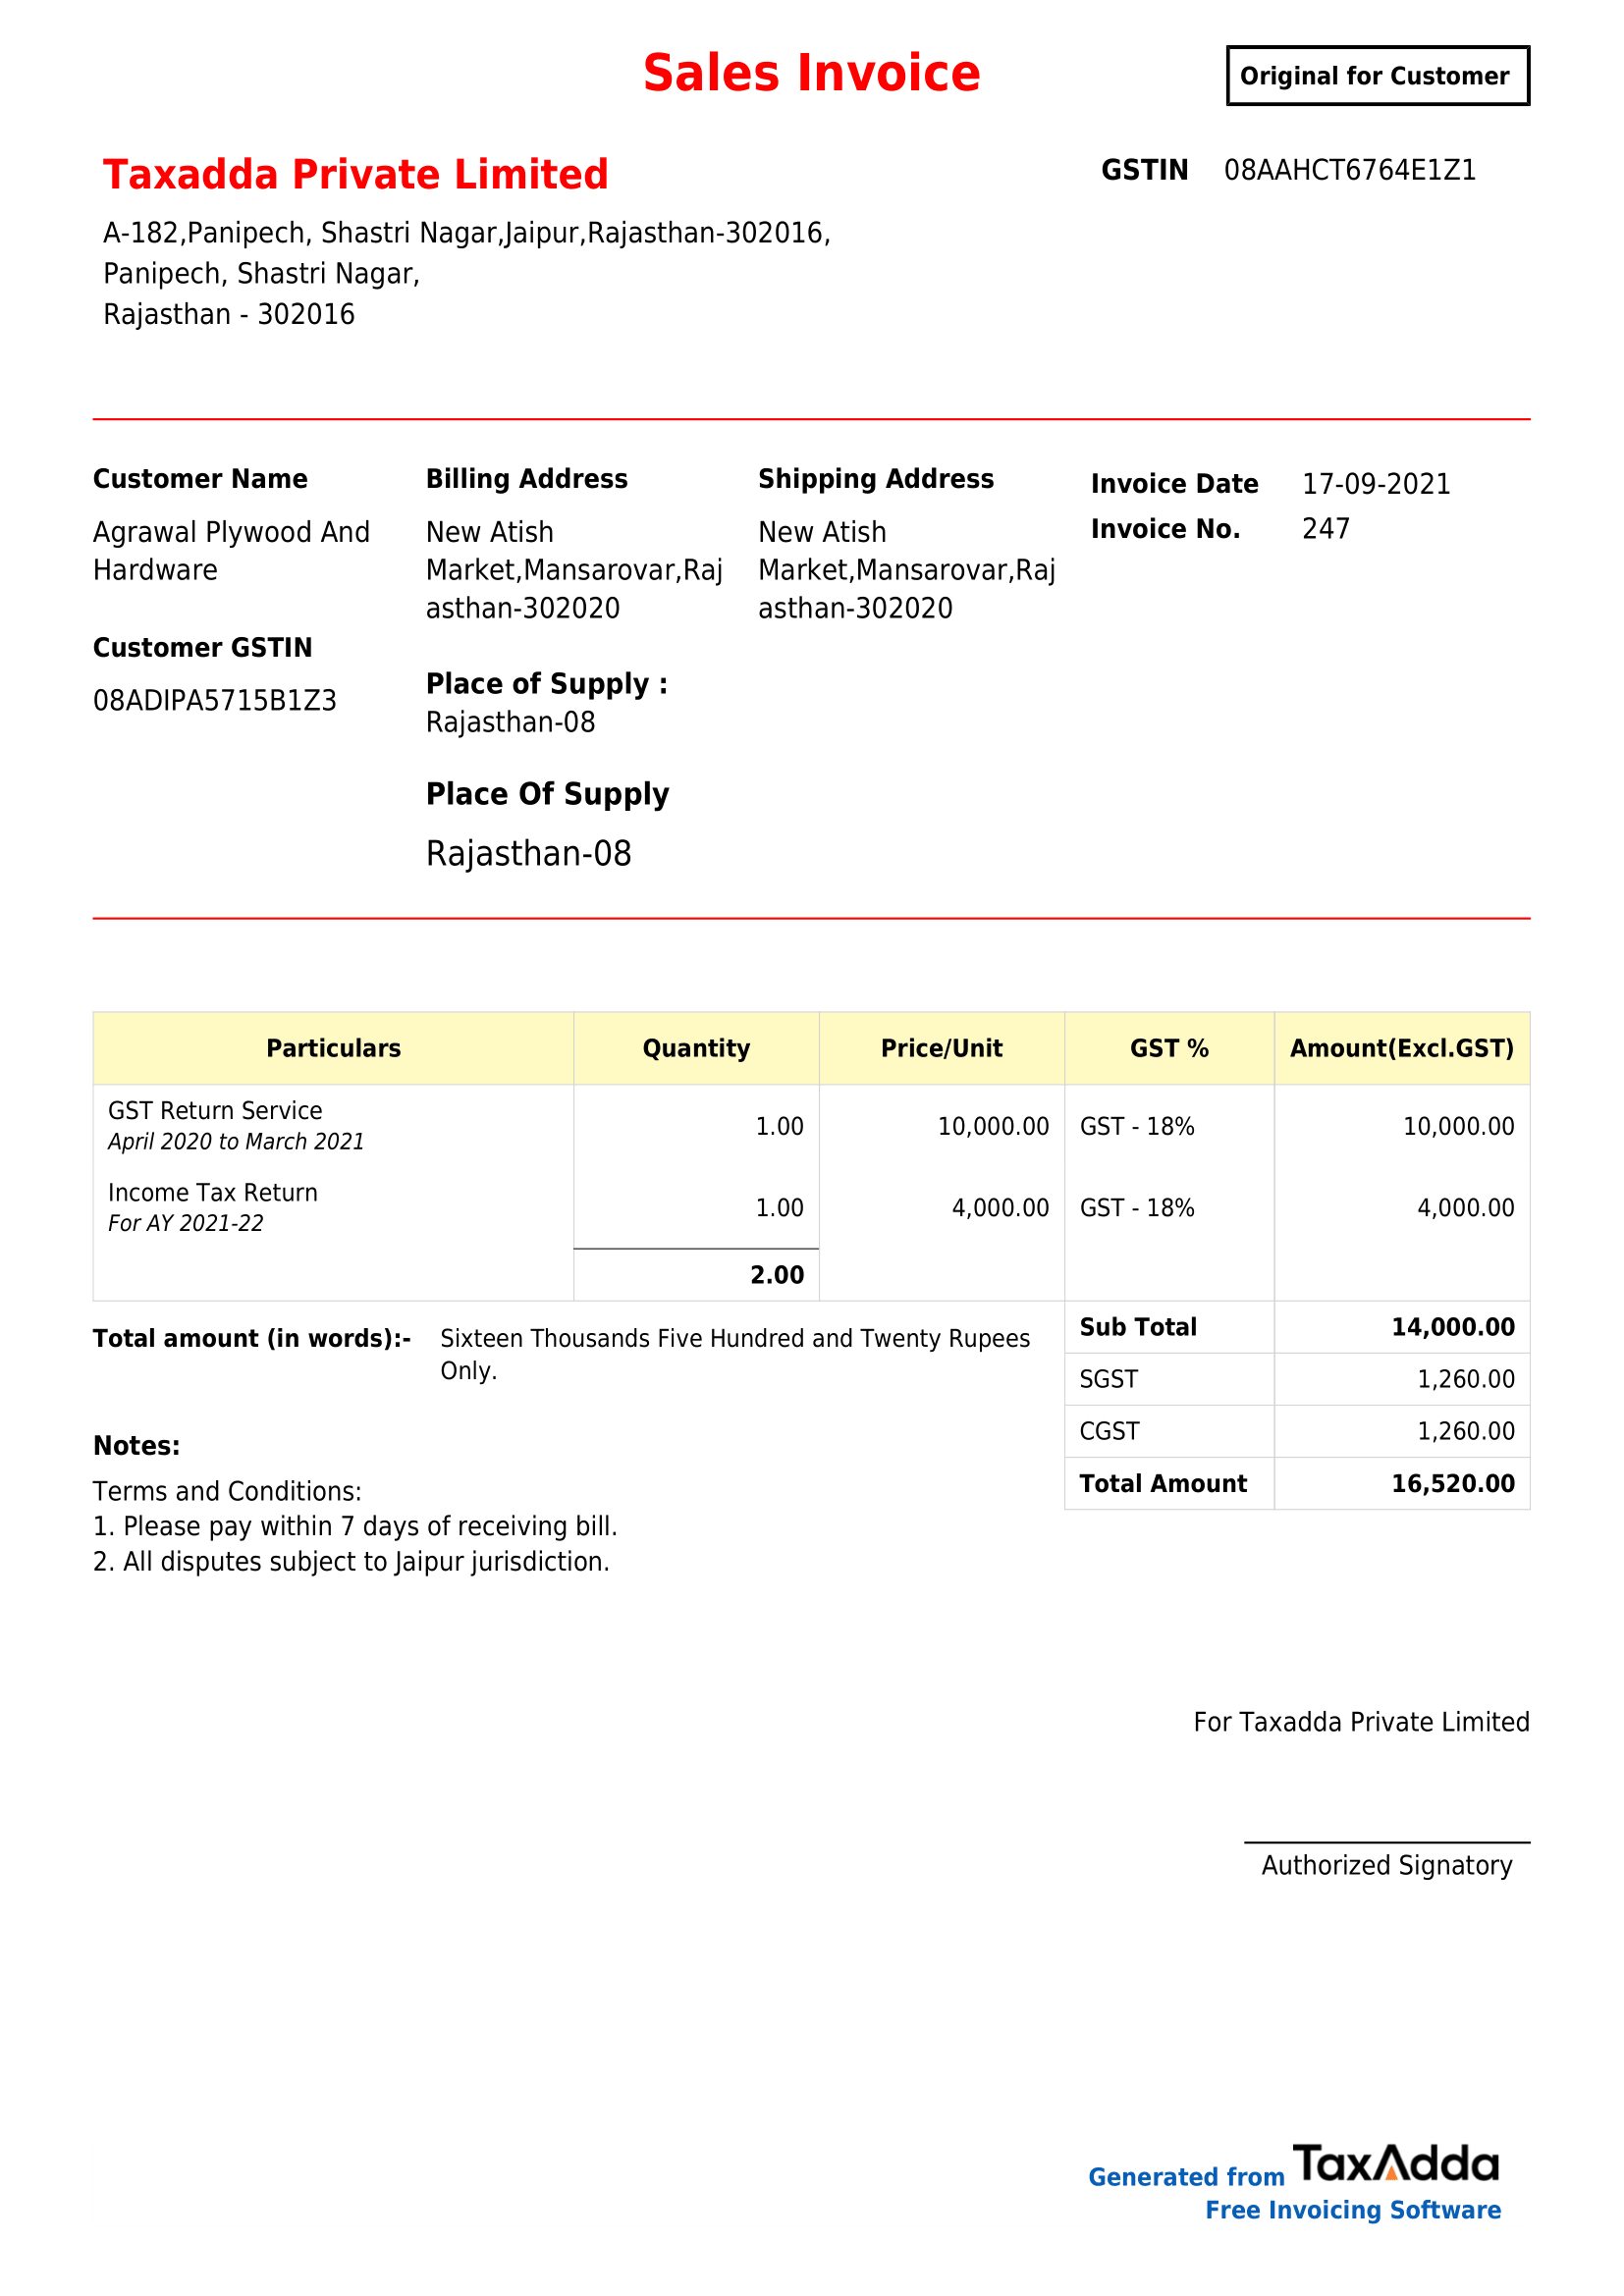 Sales Invoice
Original for Customer
Taxadda Private Limited
GSTIN 08AAHCT6764E1Z1
A-182,Panipech, Shastri Nagar,Jaipur,Rajasthan-302016,
Panipech, Shastri Nagar,
Rajasthan - 302016
Customer Name
Agrawal Plywood And
Hardware
Customer GSTIN
08ADIPA5715B1Z3
Billing Address
New Atish
Market,Mansarovar,Raj
asthan-302020
Place of Supply :
Rajasthan-08
Place Of Supply
Rajasthan-08
Shipping Address
New Atish
Market,Mansarovar,Raj
asthan-302020
Invoice Date 17-09-2021
Invoice No. 247
Particulars Quantity Price/Unit GST % Amount(Excl.GST)
GST Return Service
April 2020 to March 2021
1.00 10,000.00 GST - 18% 10,000.00
Income Tax Return
For AY 2021-22
1.00 4,000.00 GST - 18% 4,000.00
2.00
Total amount (in words):- Sixteen Thousands Five Hundred and Twenty Rupees
Only.
Sub Total 14,000.00
SGST 1,260.00
CGST 1,260.00
Total Amount 16,520.00
Notes:
Terms and Conditions:
1. Please pay within 7 days of receiving bill.
2. All disputes subject to Jaipur jurisdiction.
For Taxadda Private Limited
Authorized Signatory
Generated from TaxAdda
Free Invoicing Software